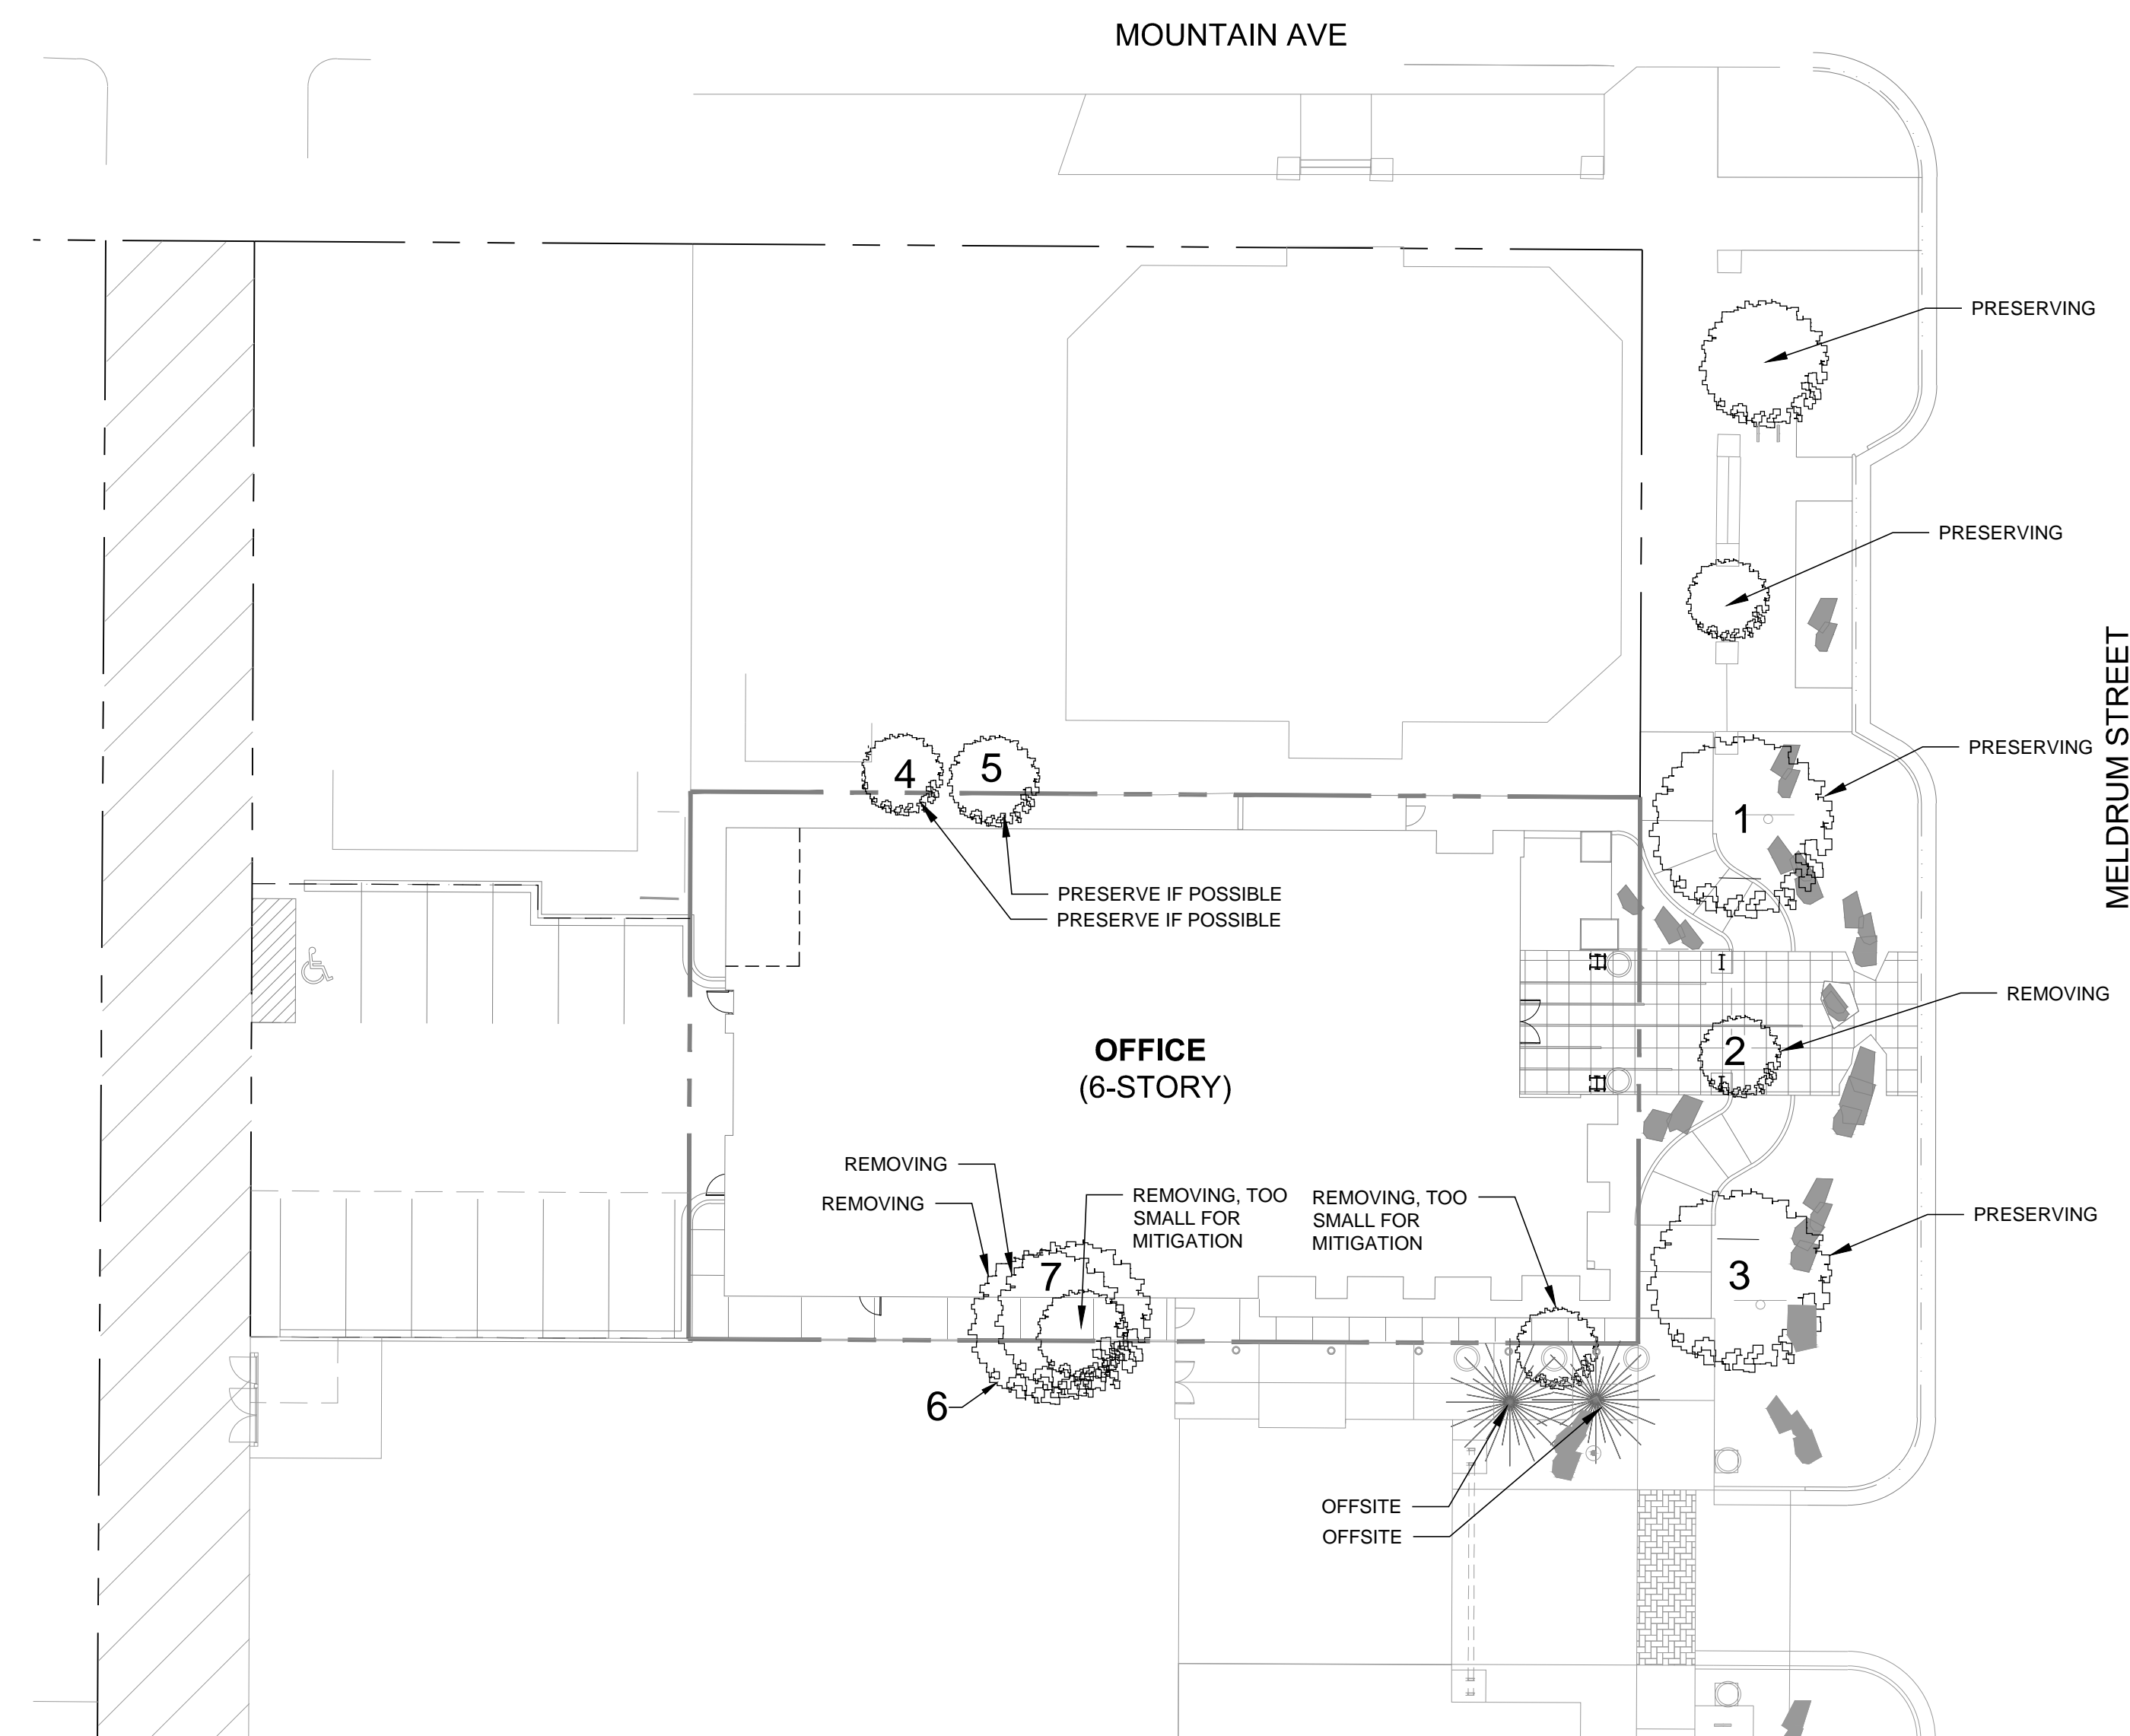 MOUNTAIN AVE
PRESERVING
PRESERVING
MELDRUM STREET
PRESERVING
4
5
1
PRESERVE IF POSSIBLE
PRESERVE IF POSSIBLE
REMOVING
OFFICE
(6-STORY)
2
REMOVING
REMOVING
REMOVING, TOO
SMALL FOR
MITIGATION
REMOVING, TOO
SMALL FOR
MITIGATION
PRESERVING
7
3
6
OFFSITE
OFFSITE